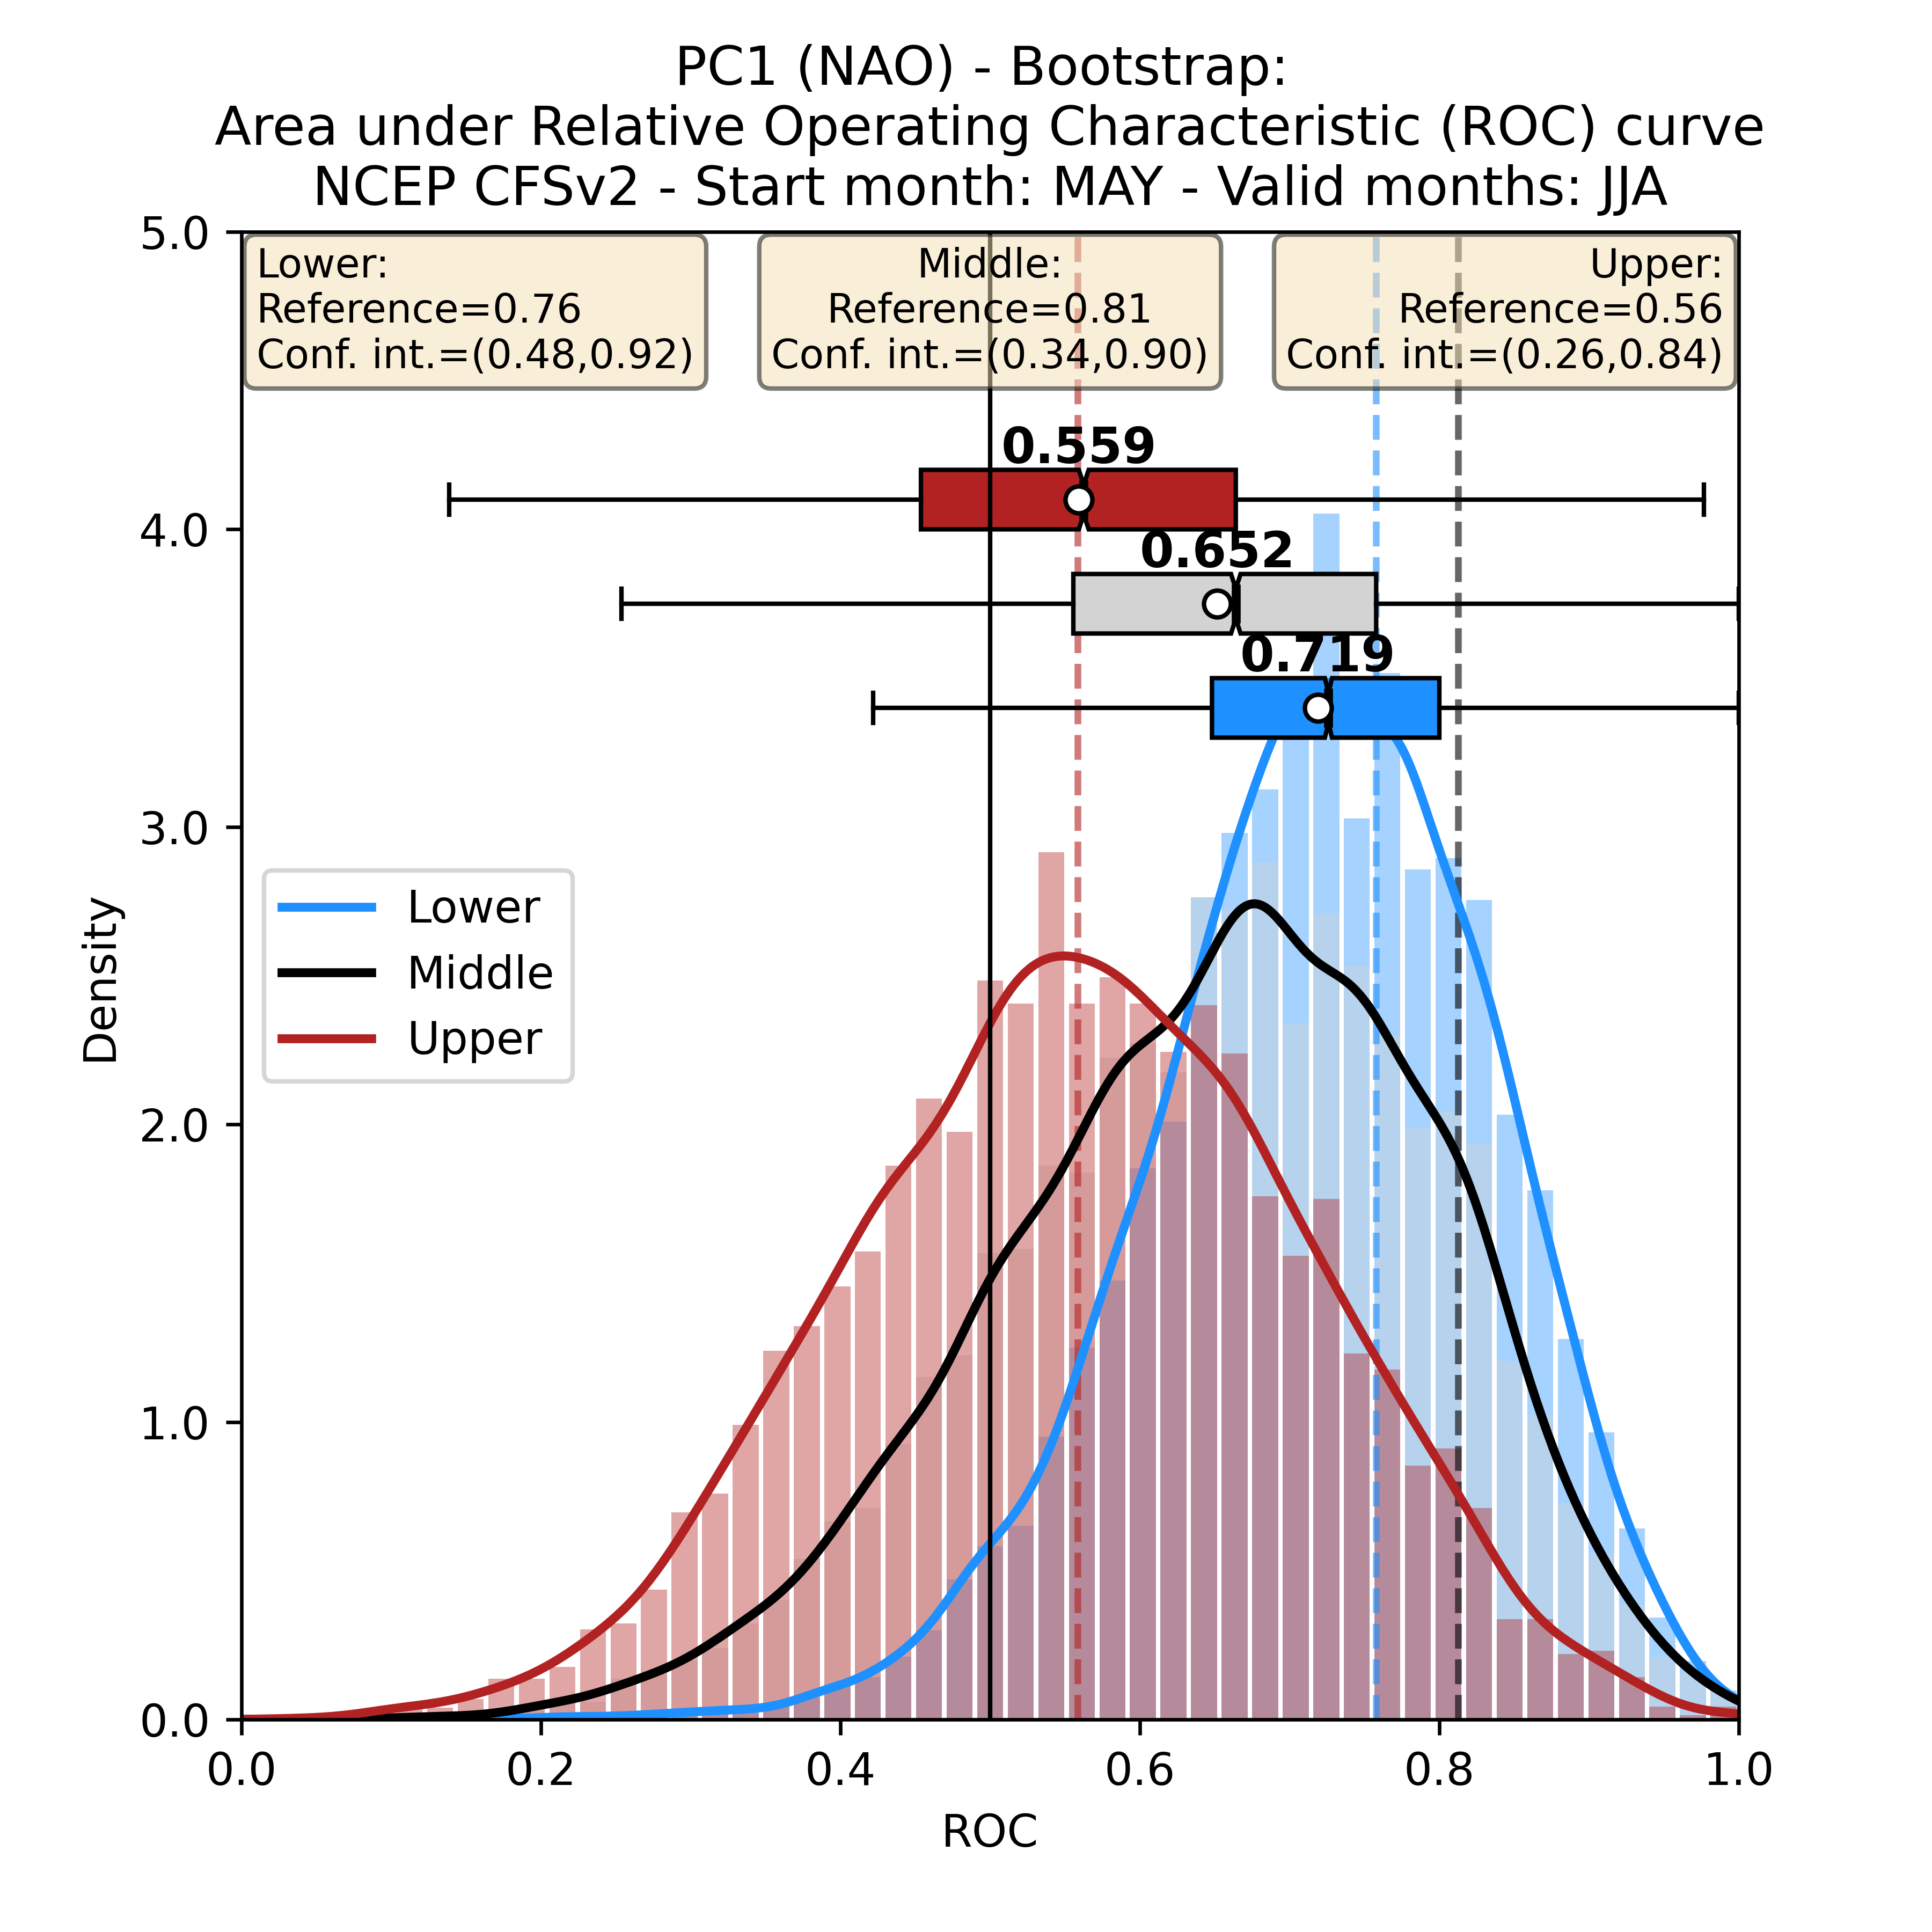 PC1 (NAO) - Bootstrap:
Area under Relative Operating Characteristic (ROC) curve
NCEP CFSv2 - Start month: MAY - Valid months: JJA
Lower:
Reference=0.76
Conf. int.=(0.48,0.92)
Middle:
Reference=0.81
Conf. int.=(0.34,0.90)
Upper:
Reference=0.56
Conf. int.=(0.26,0.84)
0.559
0.652
0.719
5.0
4.0
3.0
2.0
1.0
0.0
Density
Lower
Middle
Upper
0.0
0.2
0.4
0.6
0.8
1.0
ROC